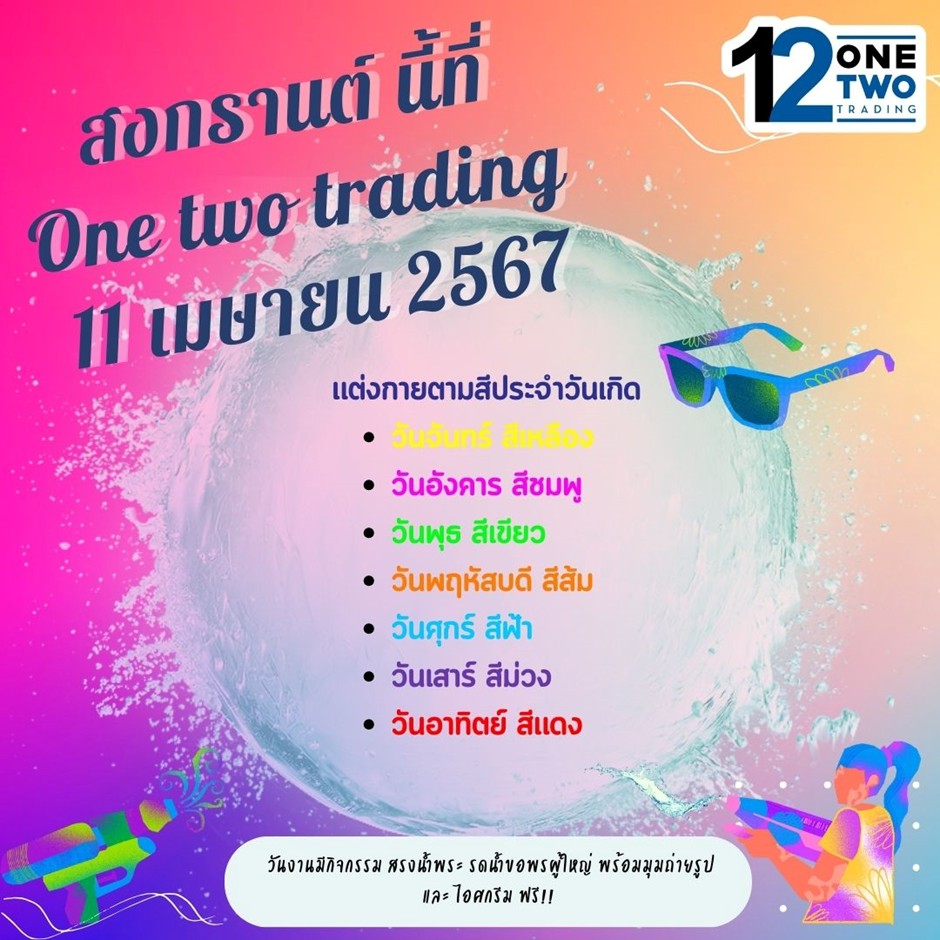 สงกรานต์ นี้ที่
One two trading
11 เมษายน 2567
12 ONE TWO TRADING
แต่งกายตามสีประจำวันเกิด
• วันจันทร์ สีเหลือง
• วันอังคาร สีชมพู
• วันพุธ สีเขียว
• วันพฤหัสบดี สีส้ม
• วันศุกร์ สีฟ้า
• วันเสาร์ สีม่วง
• วันอาทิตย์ สีแดง
วันงานมีกิจกรรม สรงน้ำพระ รดน้ำขอพรผู้ใหญ่ พร้อมมุมถ่ายรูป
และ ไอศกรีม ฟรี!!